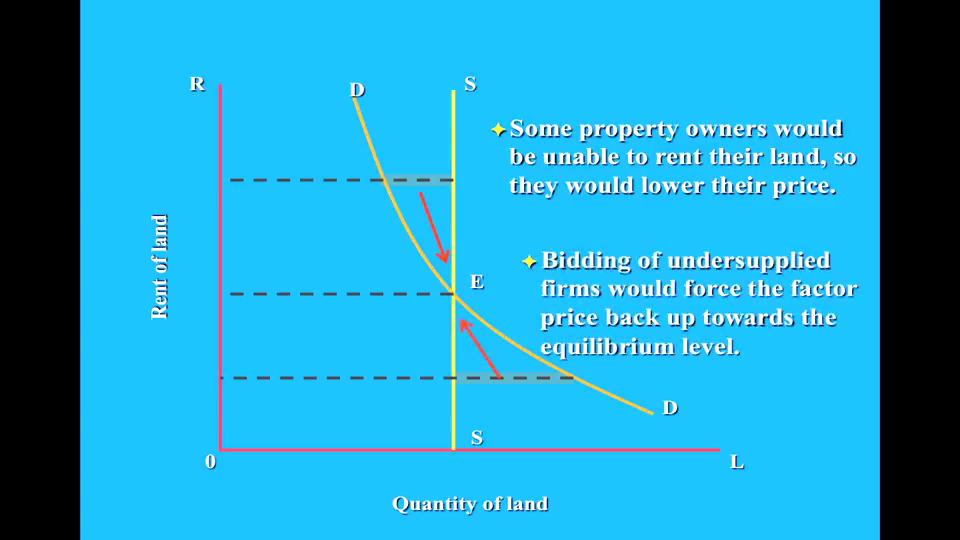 R
D
S
✦ Some property owners would
be unable to rent their land, so
they would lower their price.
Rent of land
✦ Bidding of undersupplied
E
firms would force the factor
price back up towards the
equilibrium level.
D
S
0
L
Quantity of land